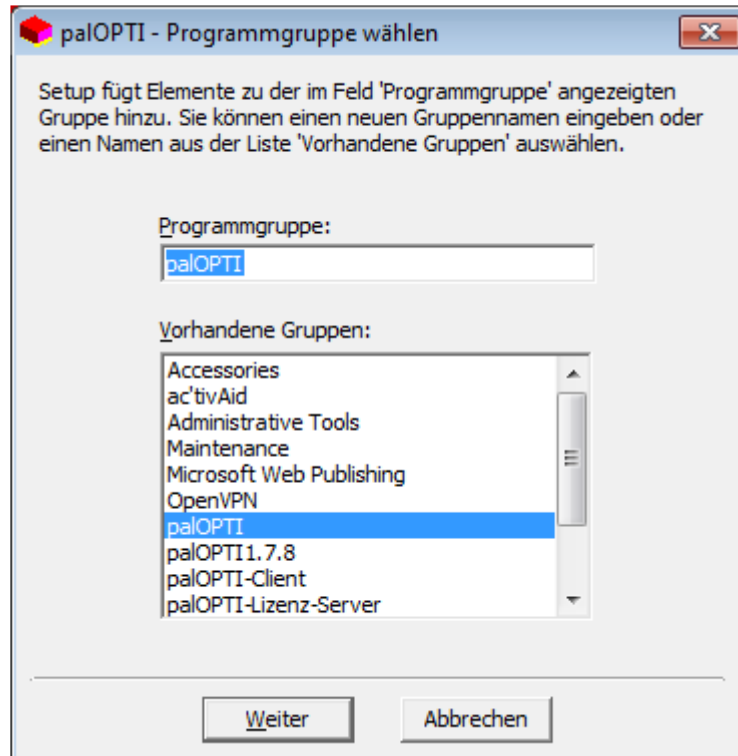 palOPTI - Programmgruppe wählen
Setup fügt Elemente zu der im Feld 'Programmgruppe' angezeigten
Gruppe hinzu. Sie können einen neuen Gruppennamen eingeben oder
einen Namen aus der Liste 'Vorhandene Gruppen' auswählen.
Programmgruppe:
palOPTI
Vorhandene Gruppen:
Accessories
ac'tivAid
Administrative Tools
Maintenance
Microsoft Web Publishing
OpenVPN
palOPTI
palOPTI1.7.8
palOPTI-Client
palOPTI-Lizenz-Server
Weiter
Abbrechen